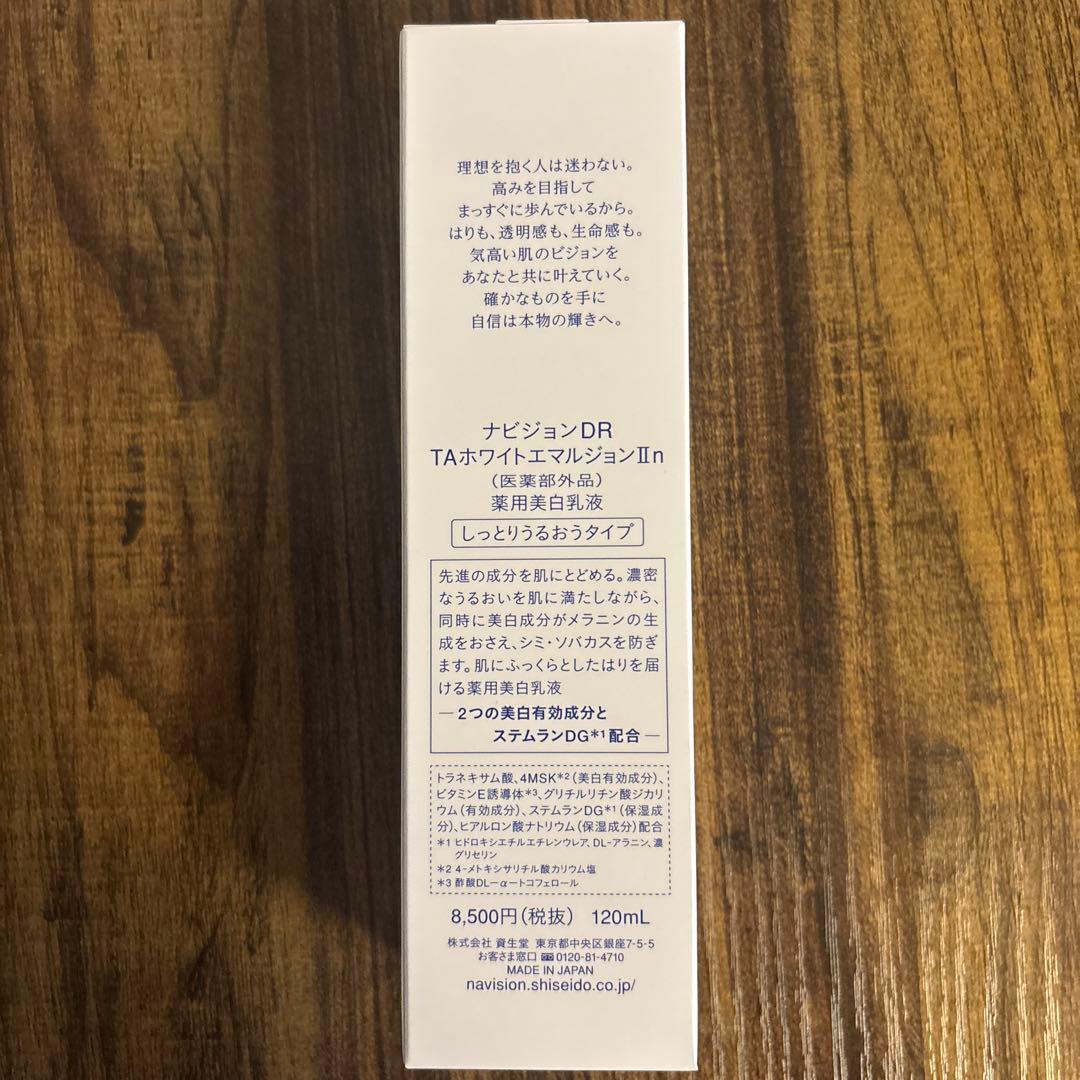 理想を抱く人は迷わない。
高みを目指して
まっすぐに歩んでいるから。
はりも、透明感も、生命感も。
気高い肌のビジョンを
あなたと共に叶えていく。
確かなものを手に
自信は本物の輝きへ。
ナビジョンDR
TAホワイトエマルジョンⅡn
(医薬部外品)
薬用美白乳液
しっとりうるおうタイプ
先進の成分を肌にとどめる。濃密
なうるおいを肌に満たしながら、
同時に美白成分がメラニンの生
成をおさえ、シミ・ソバカスを防ぎ
ます。肌にふっくらとしたはりを届
ける薬用美白乳液
―2つの美白有効成分と
ステムランDG*1配合―
トラネキサム酸、4MSK*2(美白有効成分)、
ビタミンE誘導体*3、グリチルリチン酸ジカリ
ウム(有効成分)、ステムランDG*1(保湿成
分)、ヒアルロン酸ナトリウム(保湿成分)配合
*1 ヒドロキシエチルエチレンウレア、DL-アラニン、濃
グリセリン
*2 4-メトキシサリチル酸カリウム塩
*3 酢酸DL-α-トコフェロール
8,500円(税抜) 120mL
株式会社 資生堂 東京都中央区銀座7-5-5
お客さま窓口 0120-81-4710
MADE IN JAPAN
navision.shiseido.co.jp/